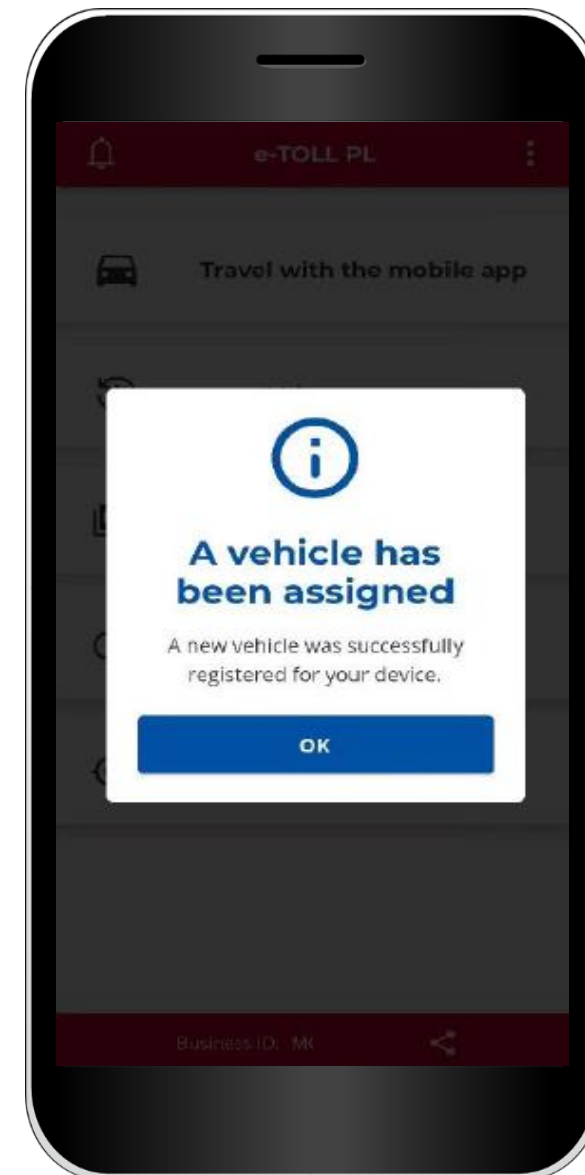 e-TOLL PL
Travel with the mobile app
A vehicle has
been assigned
A new vehicle was successfully
registered for your device.
OK
Business ID: MK